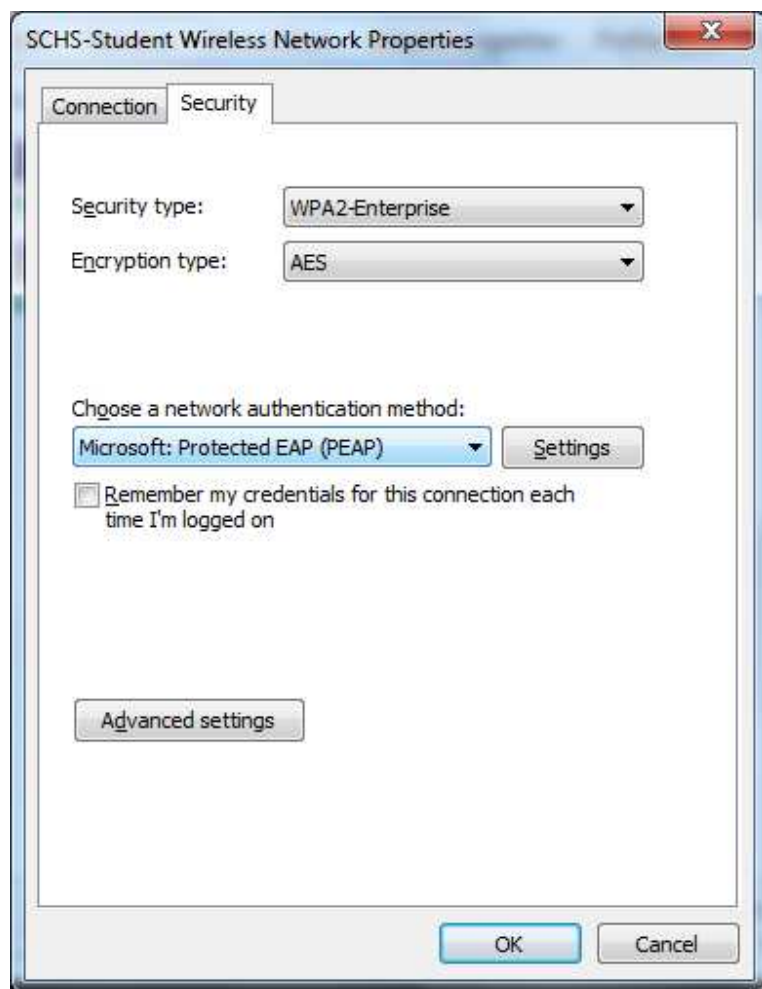 SCHS-Student Wireless Network Properties
Connection
Security
Security type:
WPA2-Enterprise
Encryption type:
AES
Choose a network authentication method:
Microsoft: Protected EAP (PEAP)
Settings
Remember my credentials for this connection each
time I'm logged on
Advanced settings
OK
Cancel